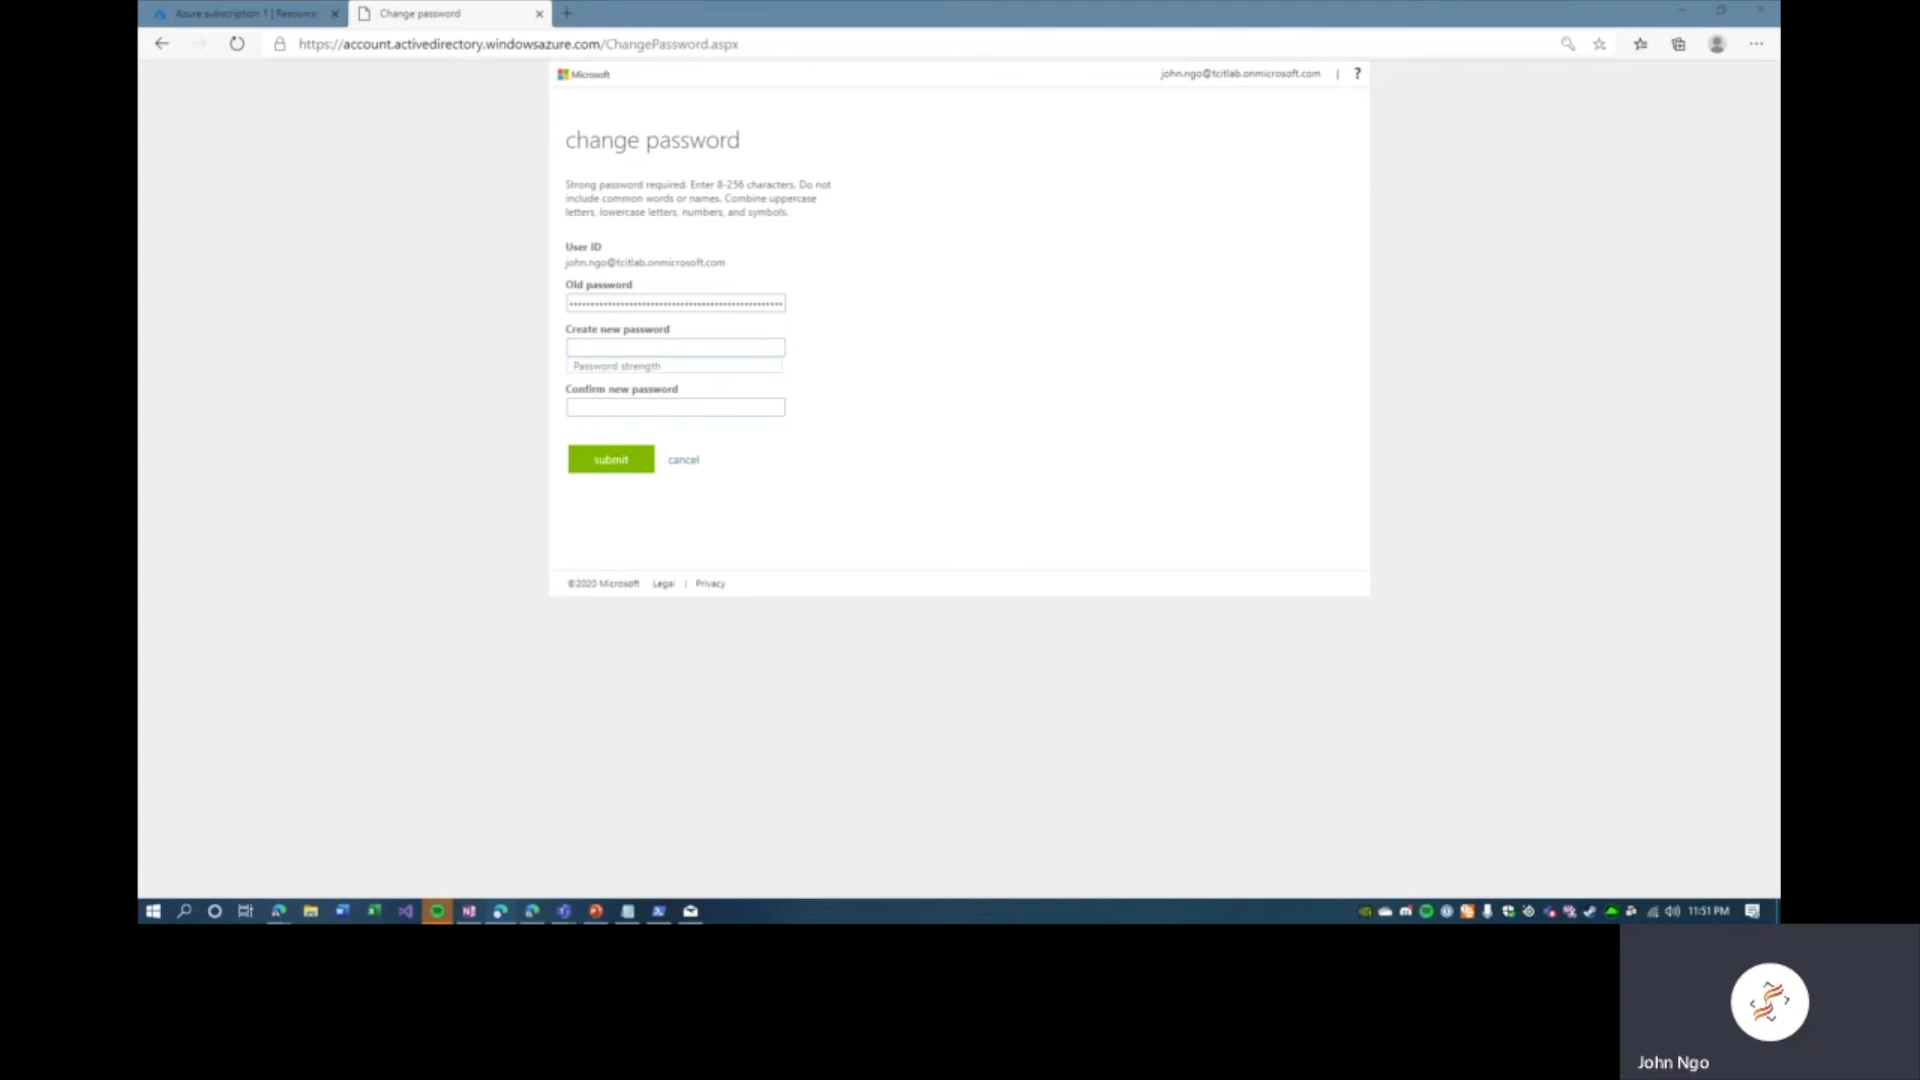 Azure subscription 1 | Resource
Change password
https://account.activedirectory.windowsazure.com/ChangePassword.aspx
Microsoft
john.ngo@tcitlab.onmicrosoft.com | ?
change password
Strong password required. Enter 8-256 characters. Do not
include common words or names. Combine uppercase
letters, lowercase letters, numbers, and symbols.
User ID
john.ngo@tcitlab.onmicrosoft.com
Old password
Create new password
Password strength
Confirm new password
submit cancel
©2020 Microsoft Legal | Privacy
11:51 PM
John Ngo